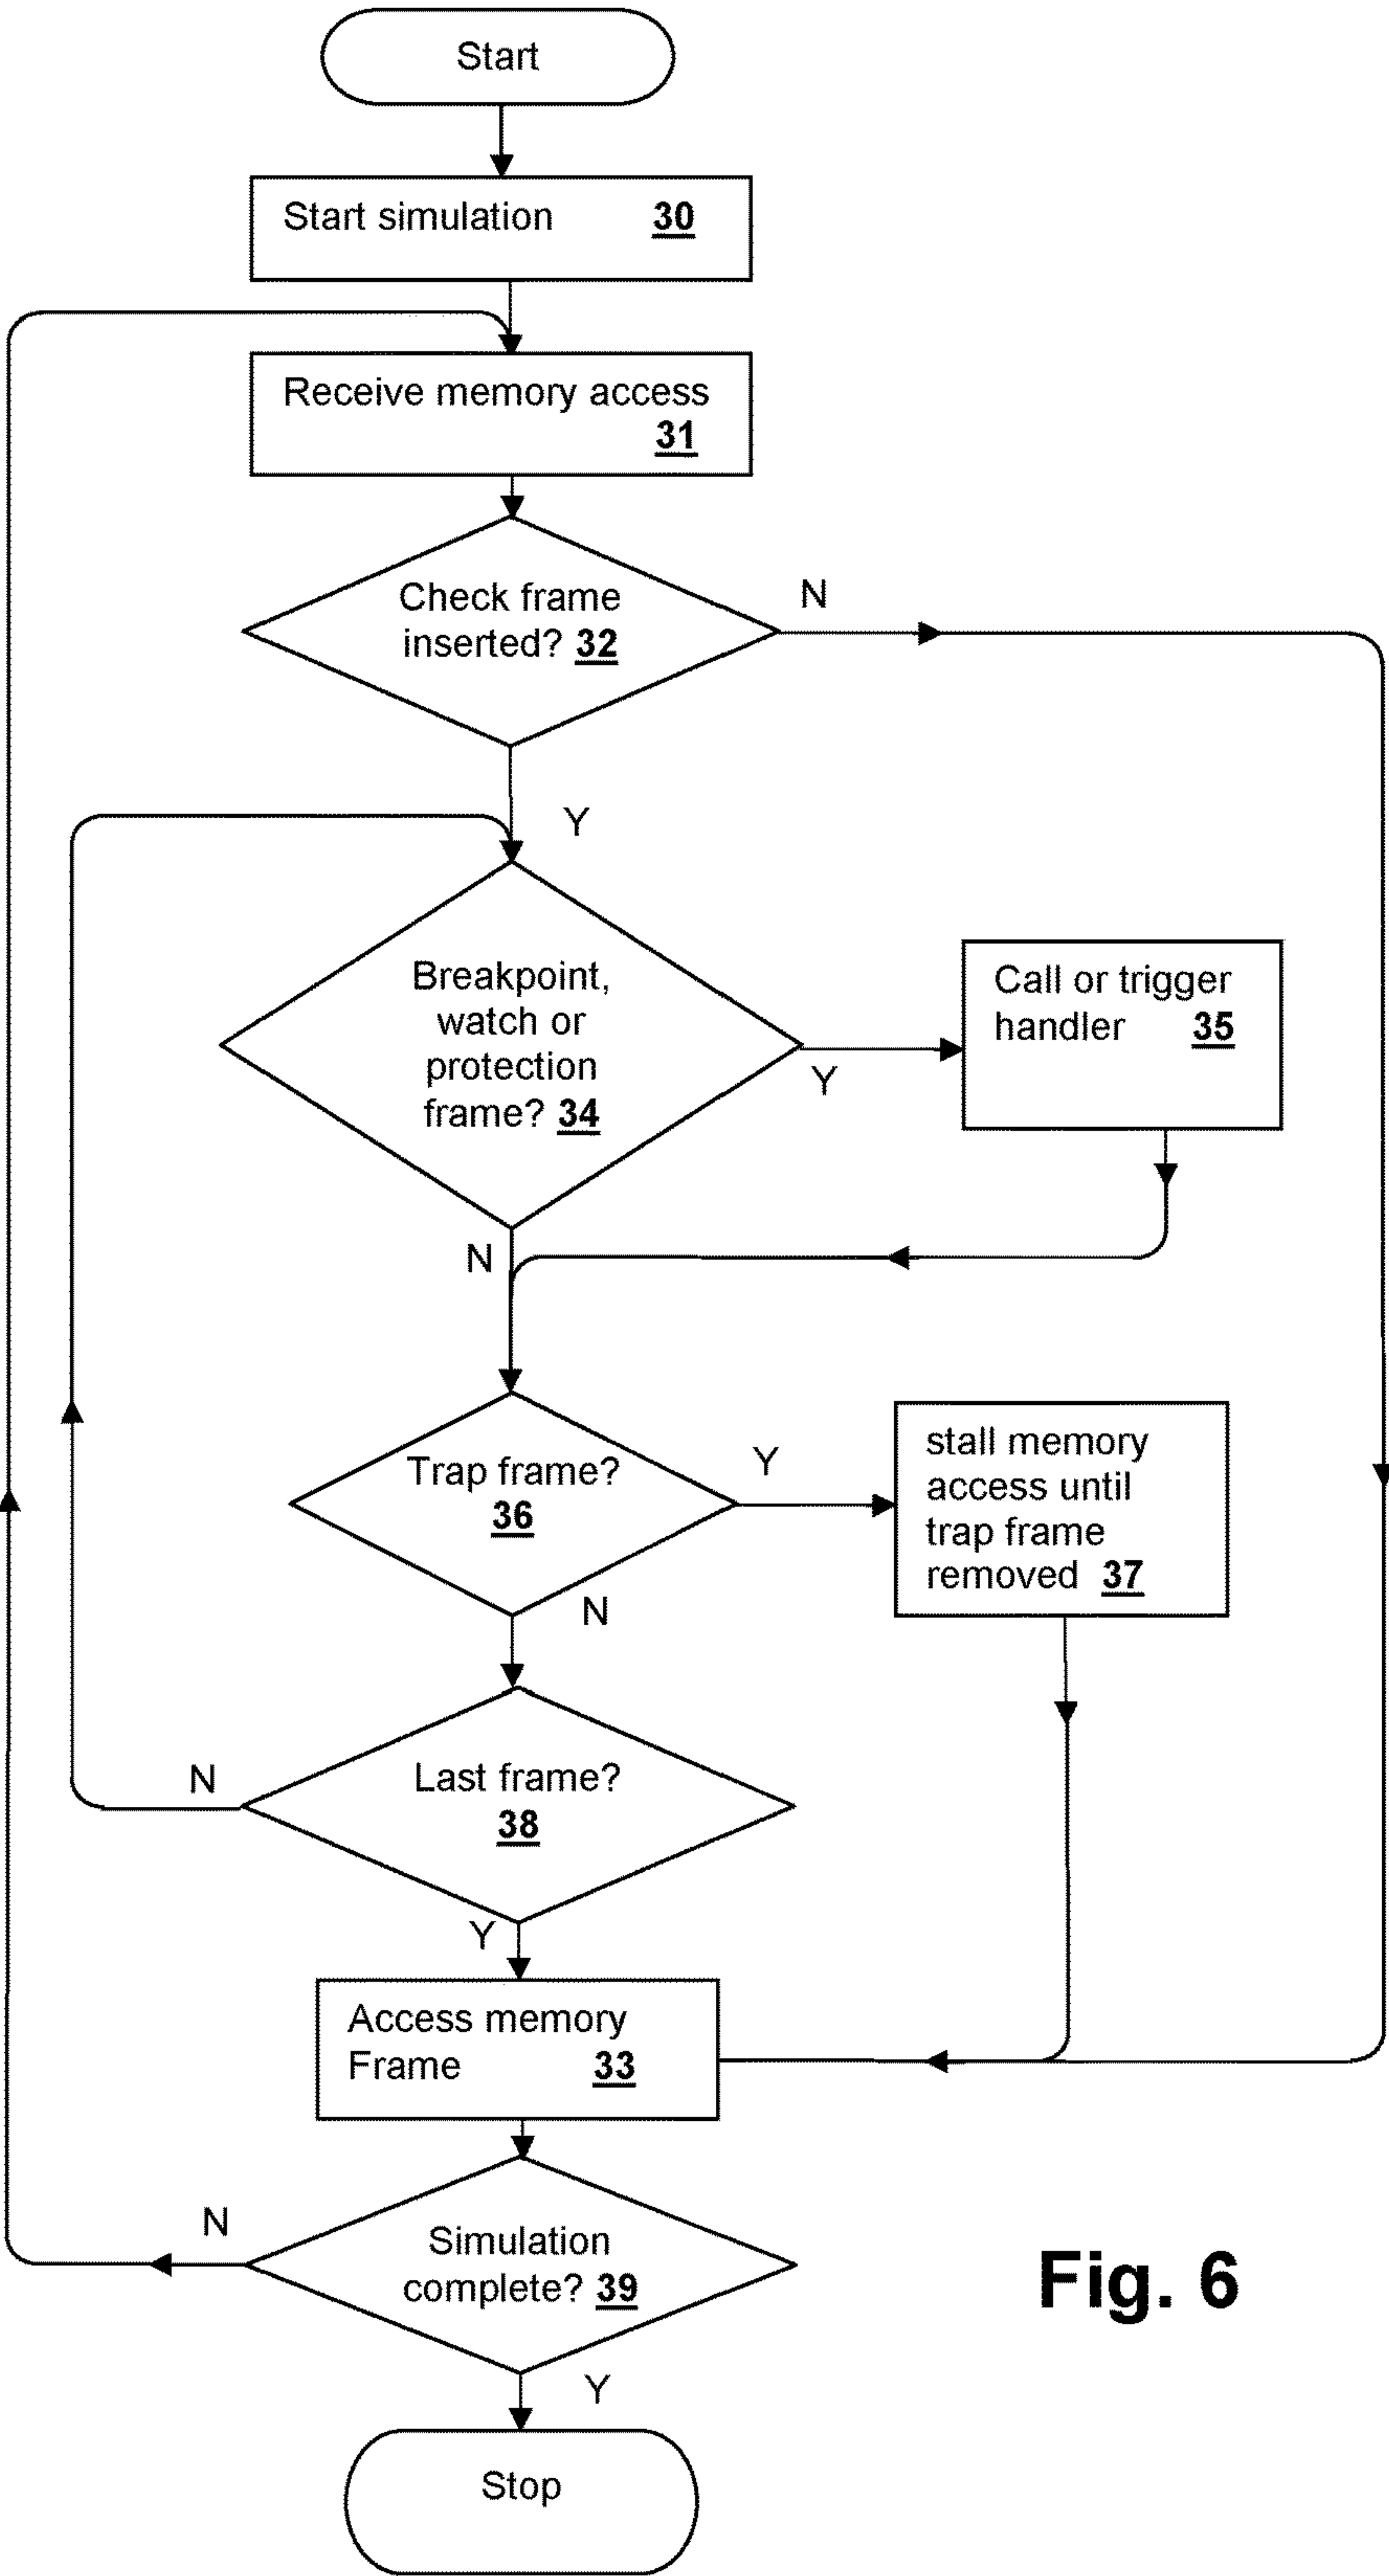 Start
Start simulation 30
Receive memory access
31
Check frame
inserted? 32
N
Y
Breakpoint,
watch or
protection
frame? 34
Y
Call or trigger
handler 35
N
Trap frame?
36
Y
stall memory
access until
trap frame
removed 37
N
Last frame?
38
N
Y
Access memory
Frame 33
Simulation
complete? 39
N
Y
Stop
Fig. 6